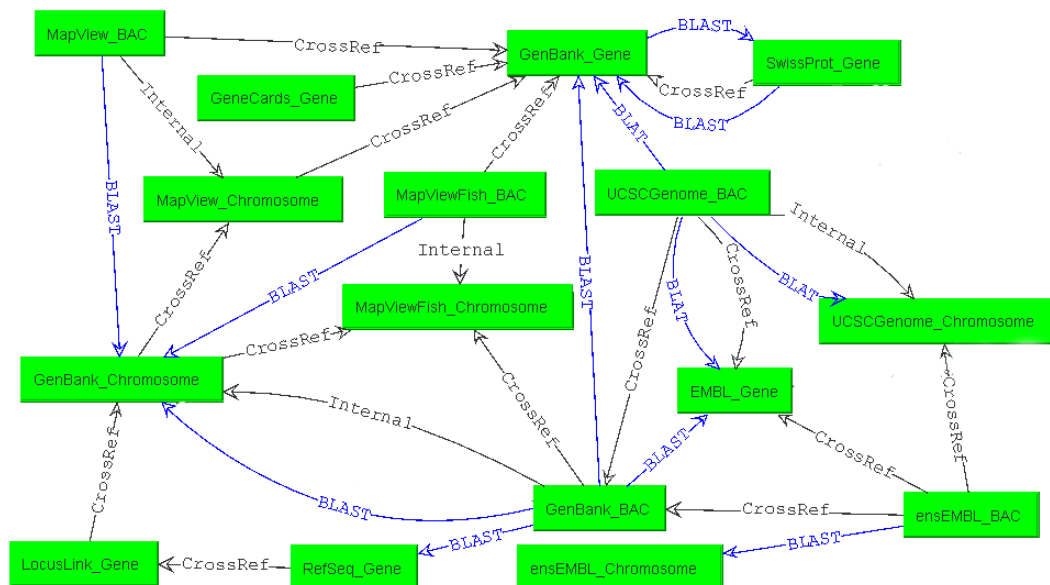 MapView_BAC
CrossRef
GenBank_Gene
BLAST
SwissProt_Gene
GeneCards_Gene
CrossRef
CrossRef
BLAST
Internal
CrossRef
CrossRef
BLAT
MapView_Chromosome
MapViewFish_BAC
UCSCGenome_BAC
BLAST
Internal
Internal
CrossRef
BLAST
CrossRef
BLAT
BLAT
MapViewFish_Chromosome
UCSCGenome_Chromosome
BLAST
CrossRef
GenBank_Chromosome
CrossRef
EMBL_Gene
CrossRef
Internal
CrossRef
CrossRef
BLAST
CrossRef
CrossRef
BLAST
GenBank_BAC
CrossRef
ensEMBL_BAC
BLAST
BLAST
LocusLink_Gene
CrossRef
RefSeq_Gene
ensEMBL_Chromosome